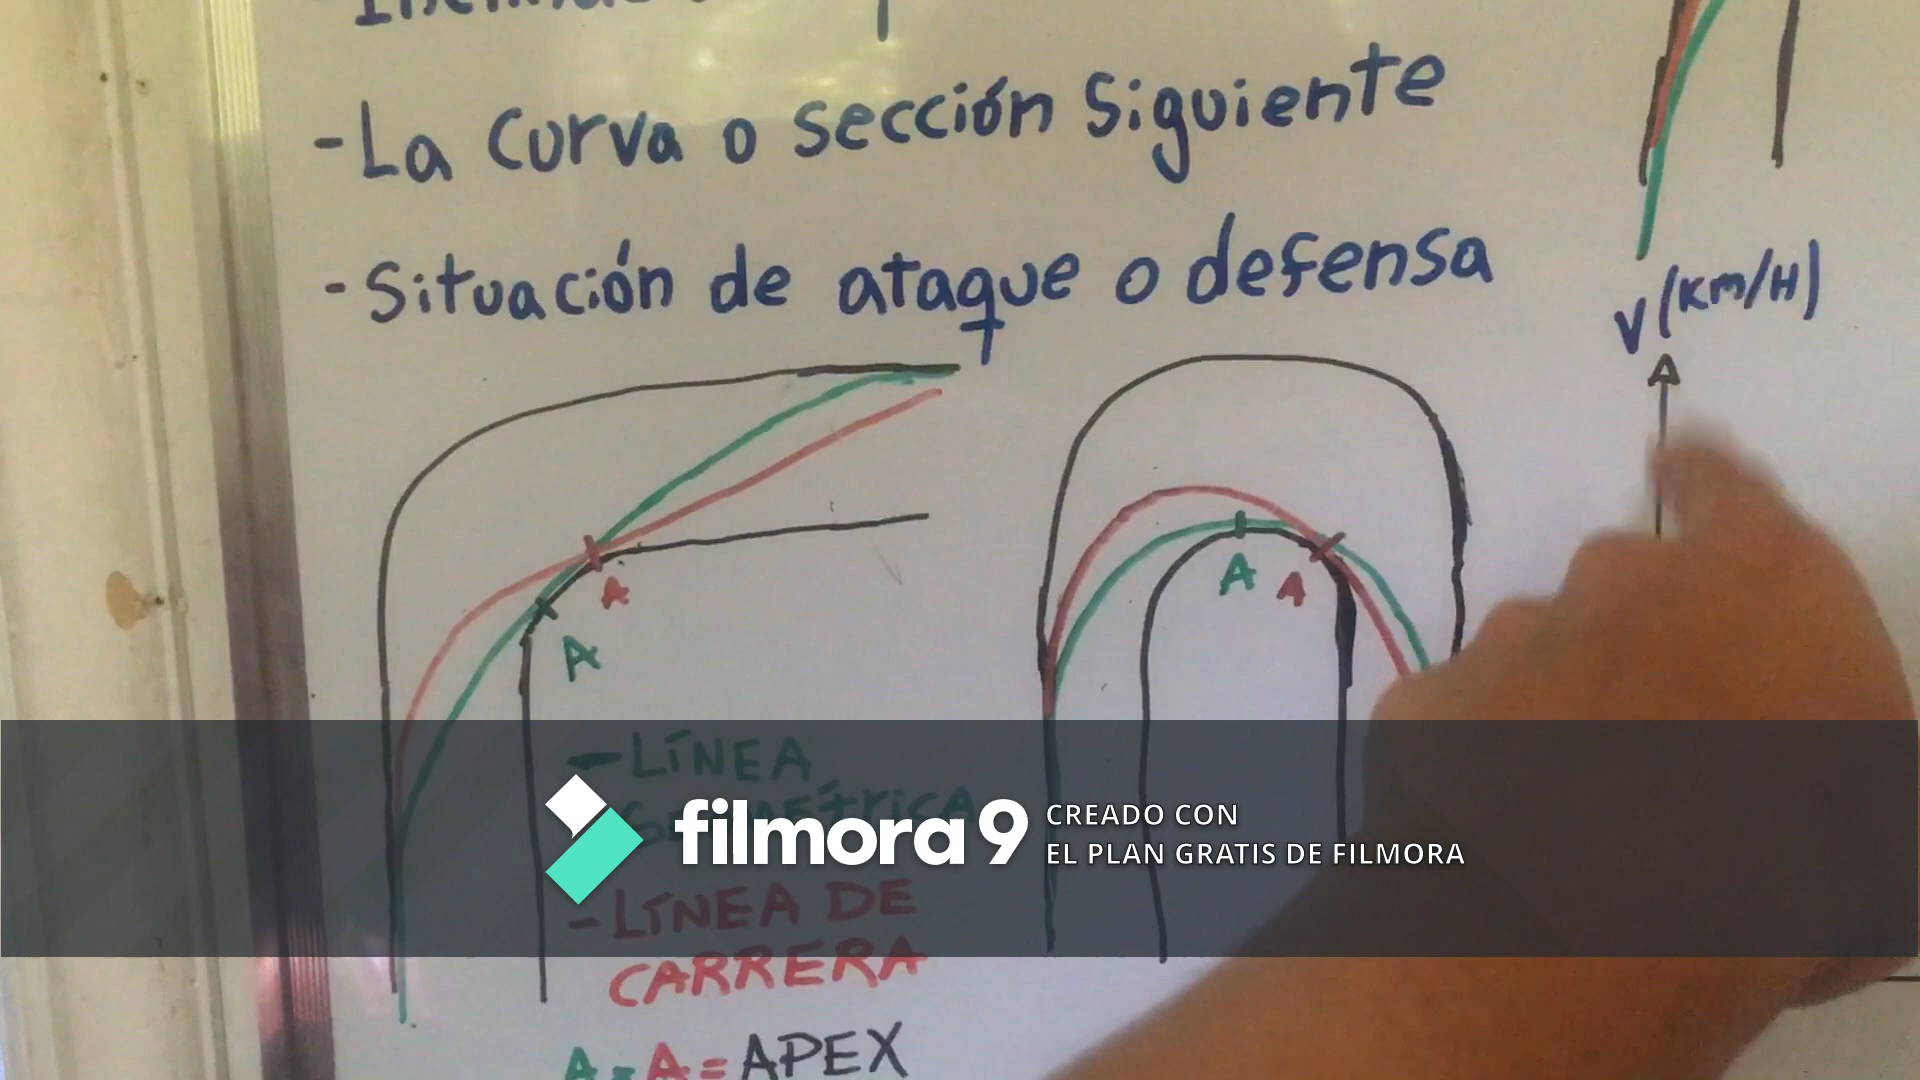 -La curva o sección siguiente
-Situación de ataque o defensa
V (Km/H)
A
A
A
A
-LÍNEA
GEOMÉTRICA
filmora9
CREADO CON
EL PLAN GRATIS DE FILMORA
-LÍNEA DE
CARRERA
A-A=APEX